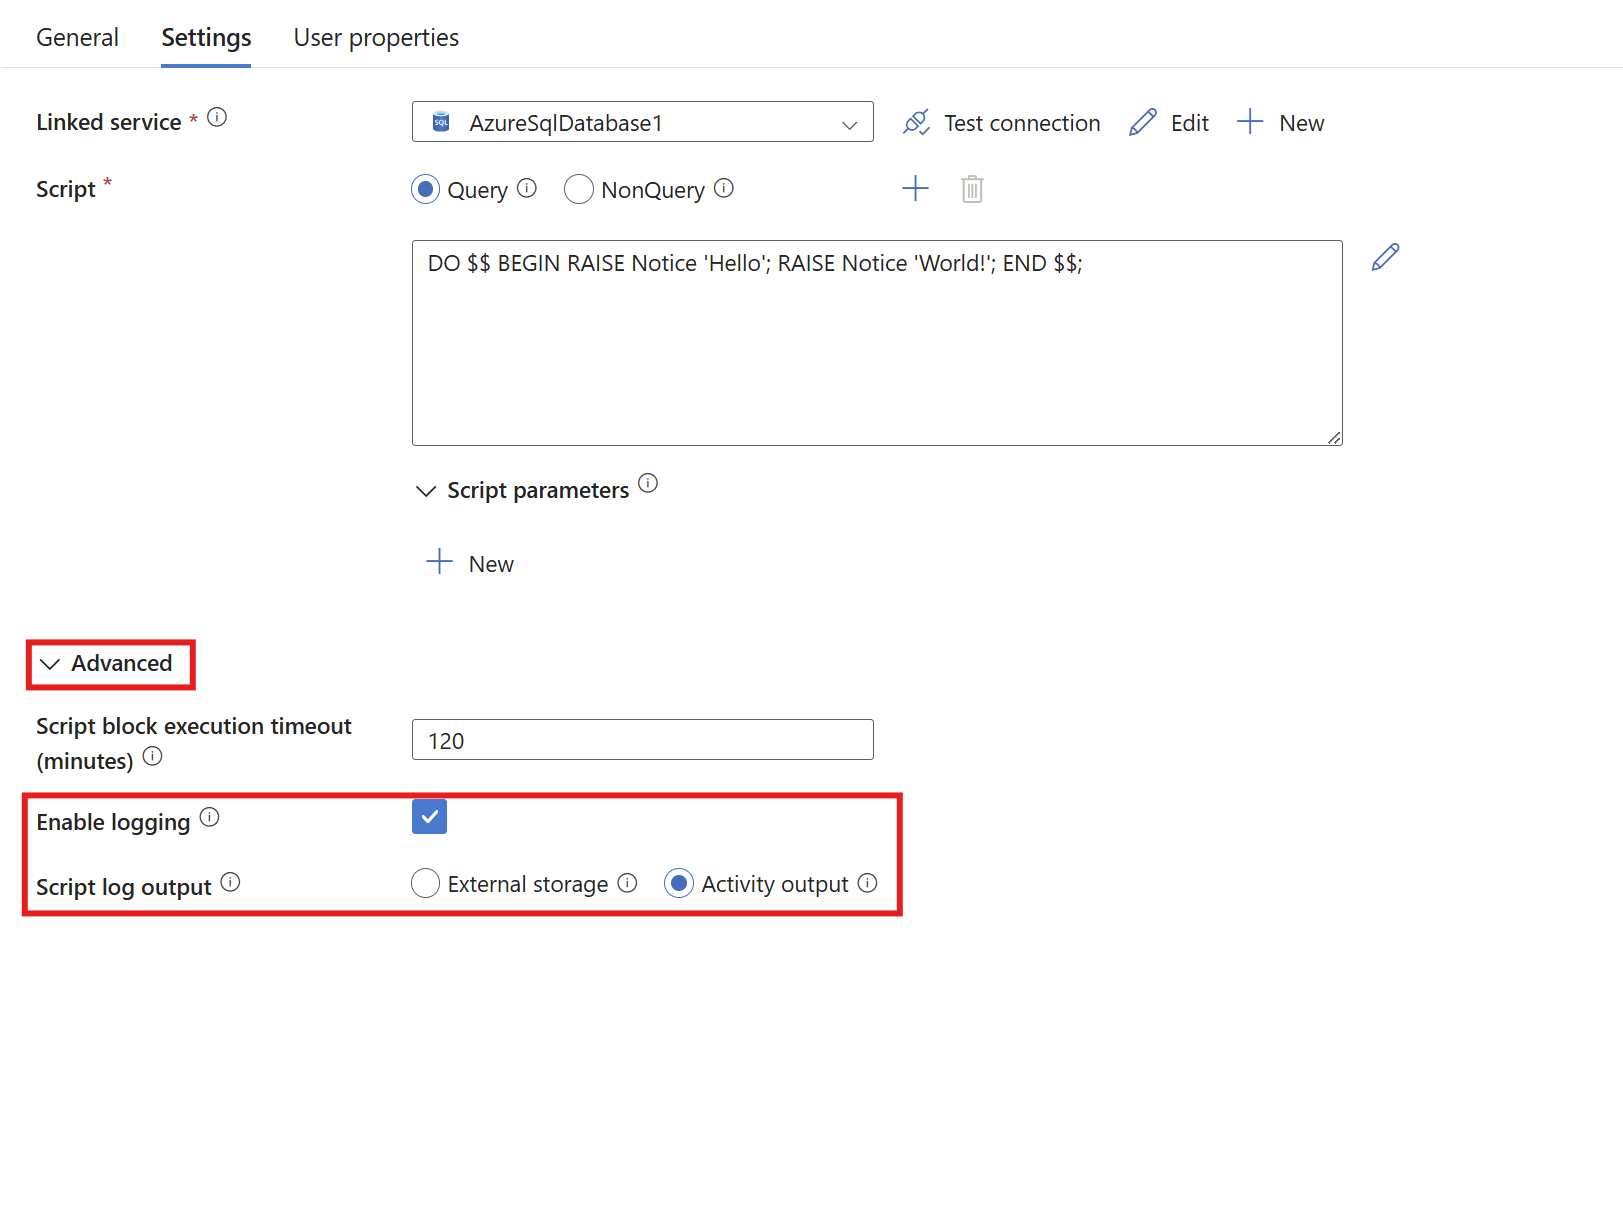 General Settings User properties
Linked service * AzureSqlDatabase1 Test connection Edit New
Script * Query NonQuery
DO $$ BEGIN RAISE Notice 'Hello'; RAISE Notice 'World!'; END $$;
Script parameters
New
Advanced
Script block execution timeout
(minutes) 120
Enable logging
Script log output External storage Activity output